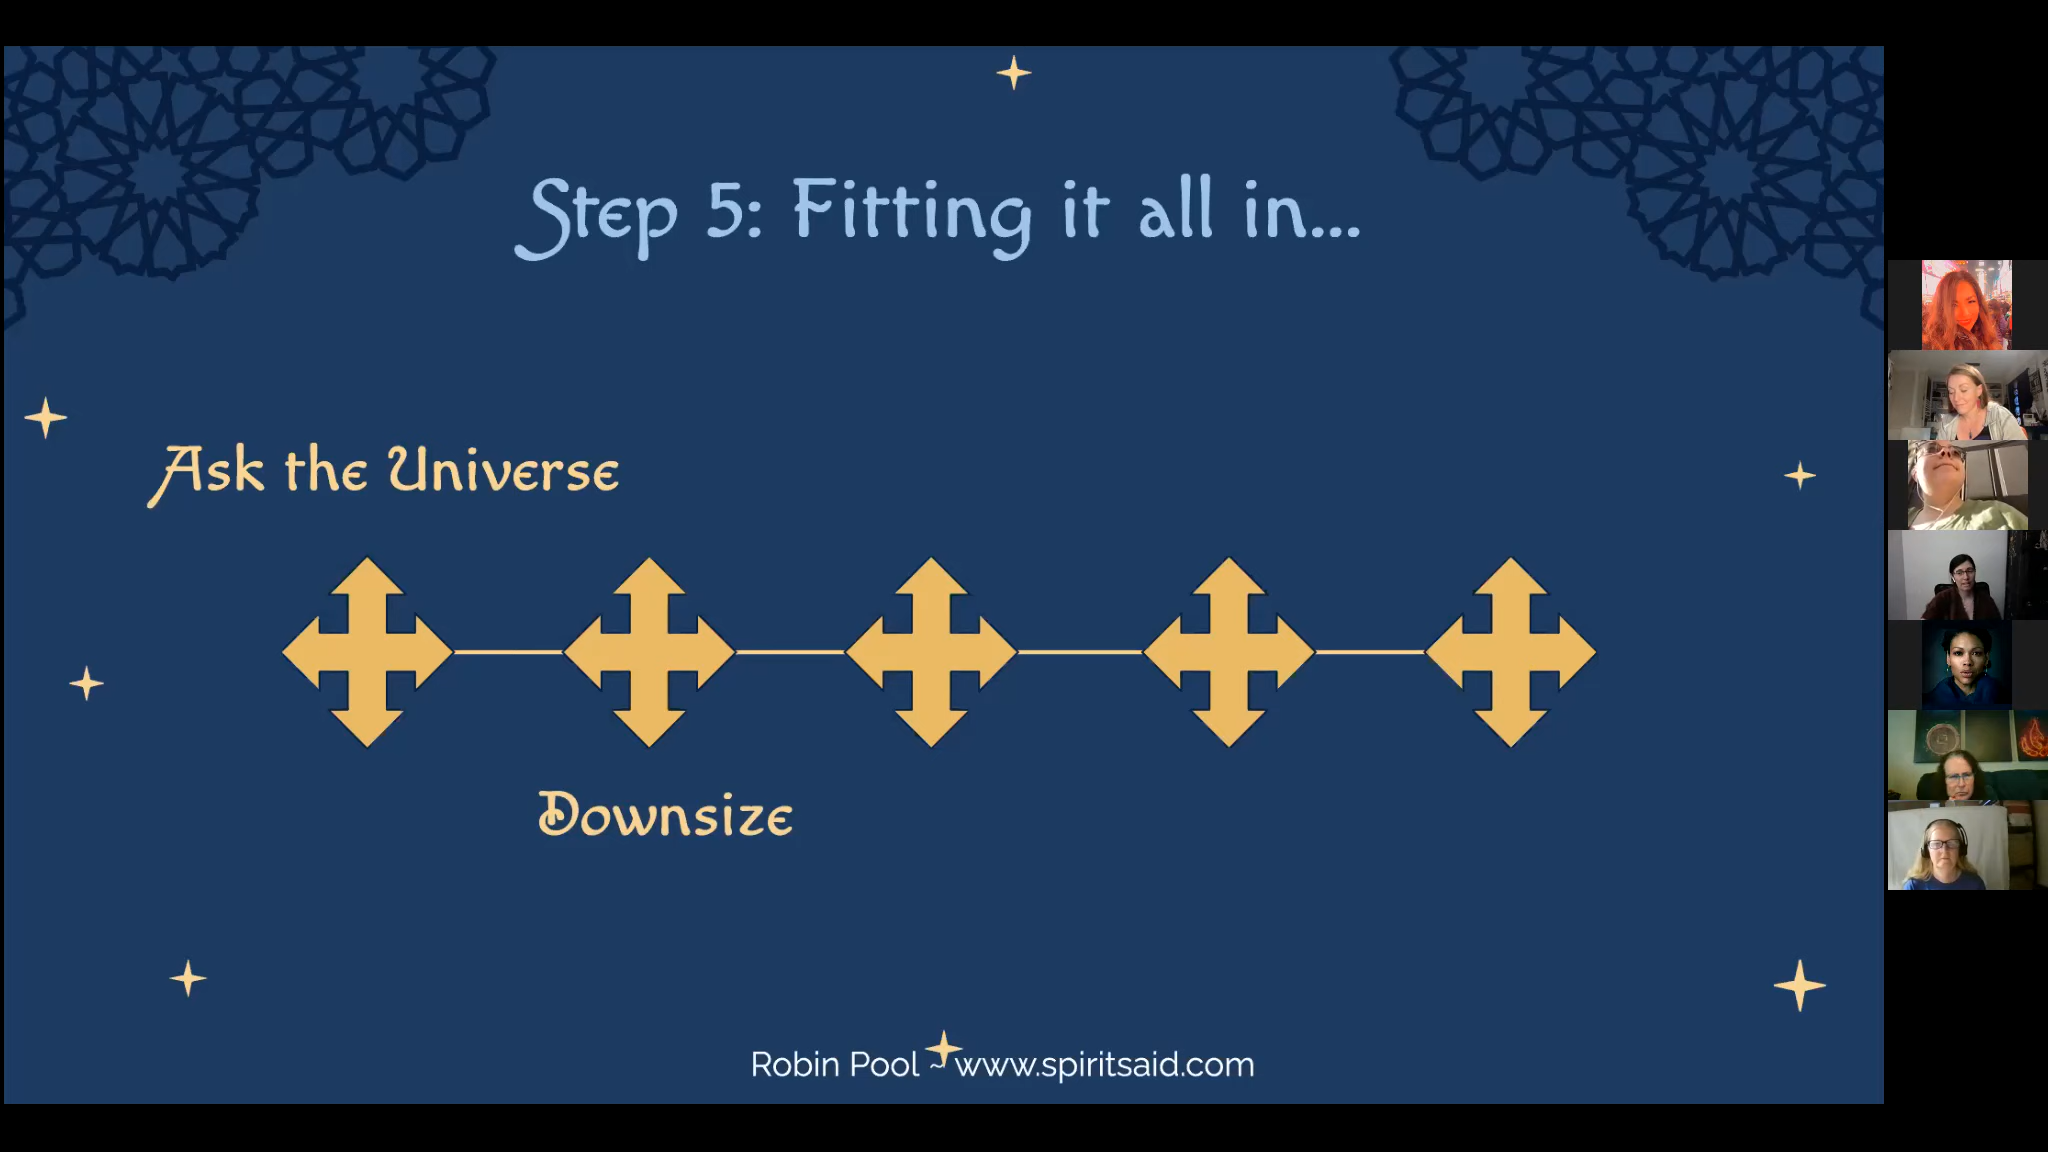 Step 5: Fitting it all in...
Ask the Universe
Downsize
Robin Pool ~ www.spiritsaid.com